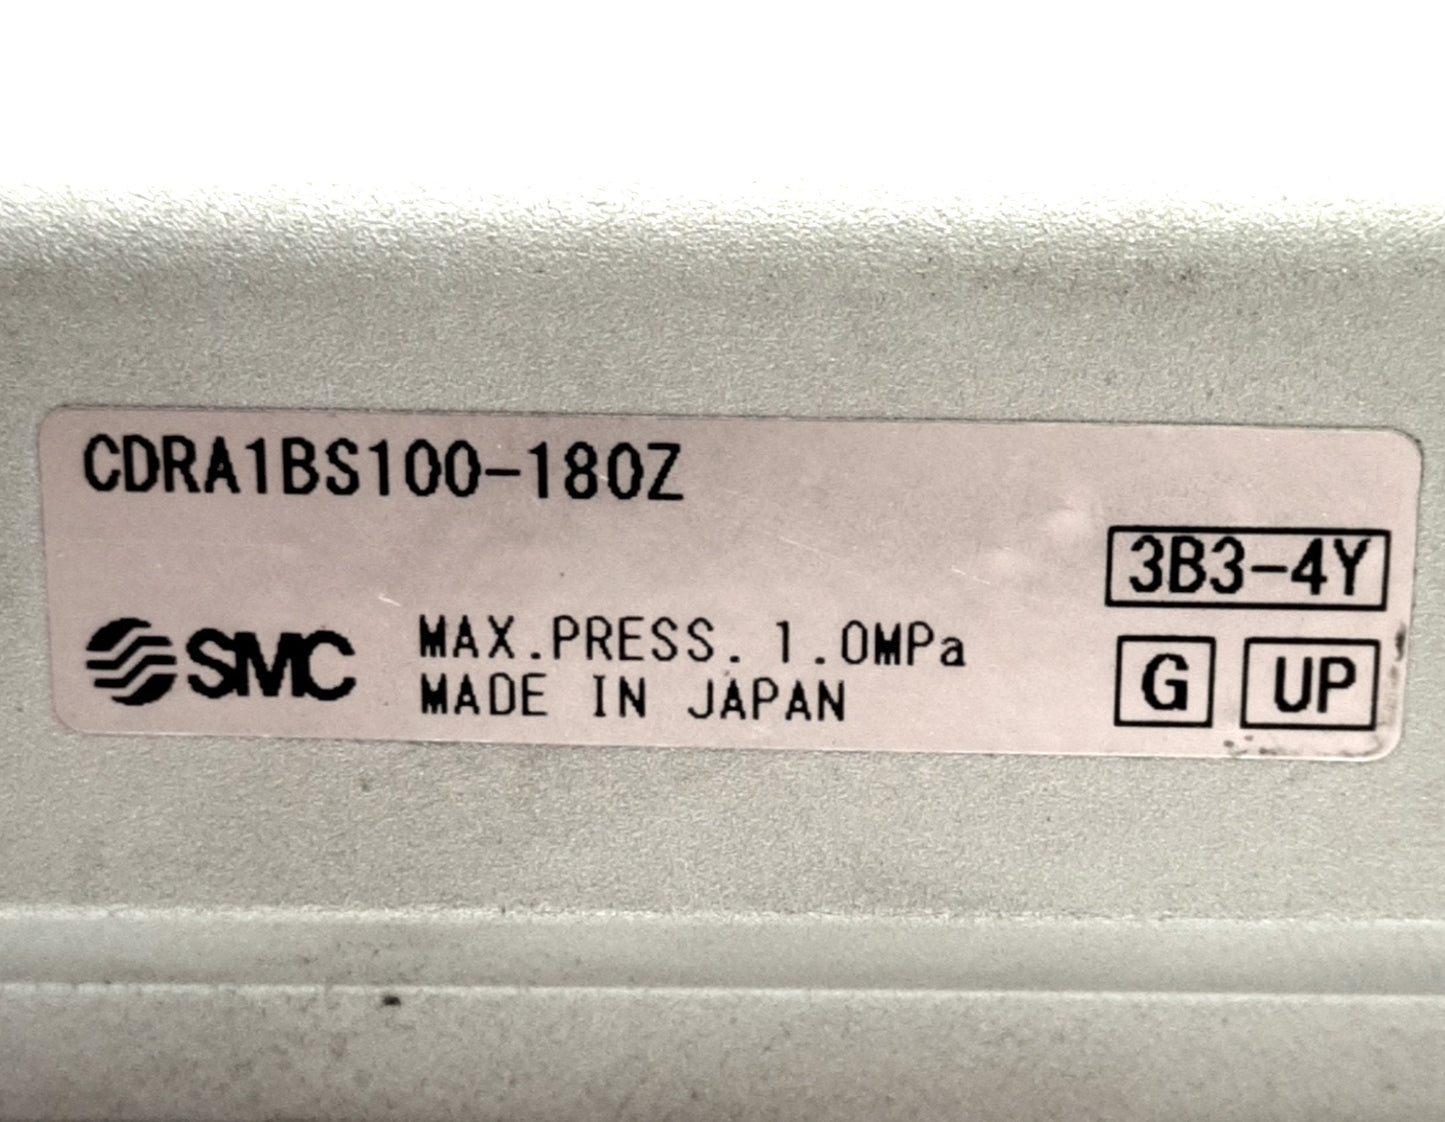 CDRA1BS100-180Z
3B3-4Y
SMC
MAX.PRESS. 1.0MPa
MADE IN JAPAN
G UP